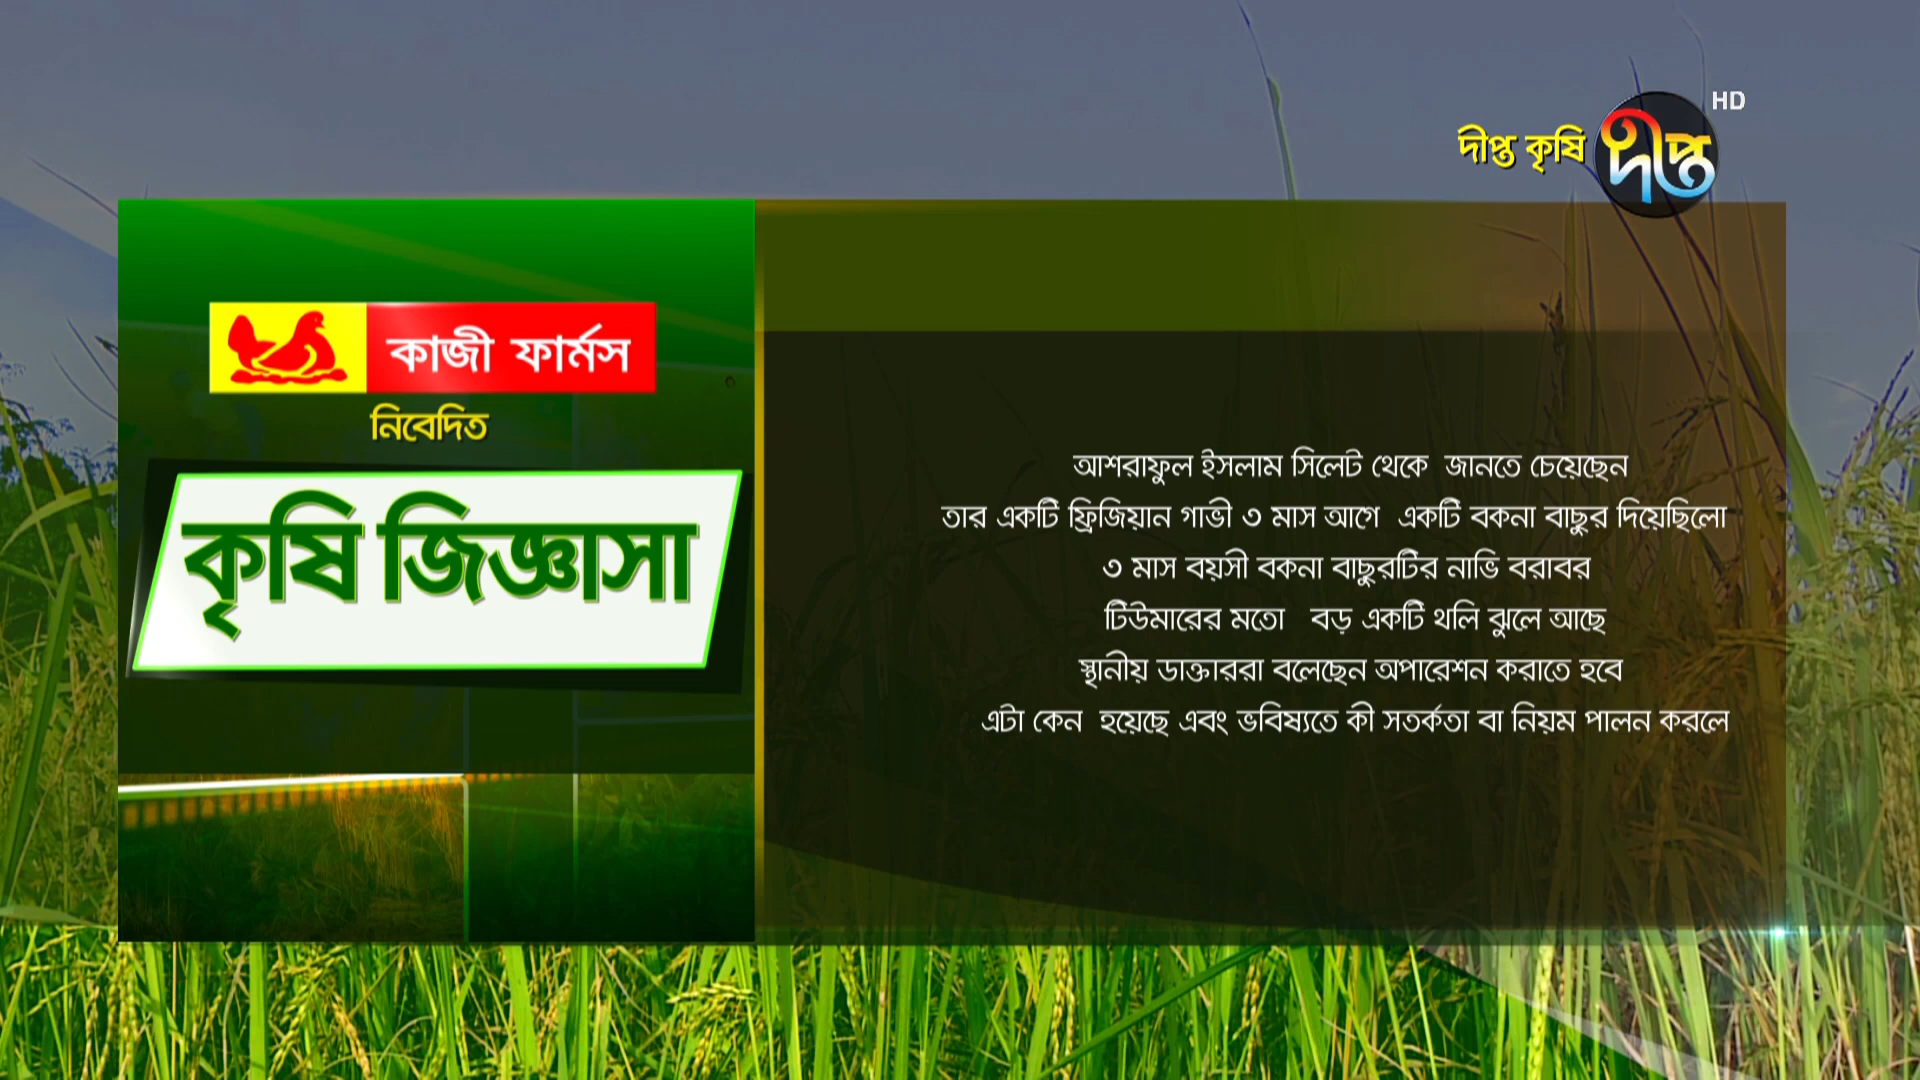 HD
দীপ্ত কৃষি
দীপ্ত
কাজী ফার্মস
নিবেদিত
কৃষি জিজ্ঞাসা
আশরাফুল ইসলাম সিলেট থেকে জানতে চেয়েছেন
তার একটি ফ্রিজিয়ান গাভী ৩ মাস আগে একটি বকনা বাছুর দিয়েছিলো
৩ মাস বয়সী বকনা বাছুরটির নাভি বরাবর
টিউমারের মতো বড় একটি থলি ঝুলে আছে
স্থানীয় ডাক্তাররা বলেছেন অপারেশন করাতে হবে
এটা কেন হয়েছে এবং ভবিষ্যতে কী সতর্কতা বা নিয়ম পালন করলে